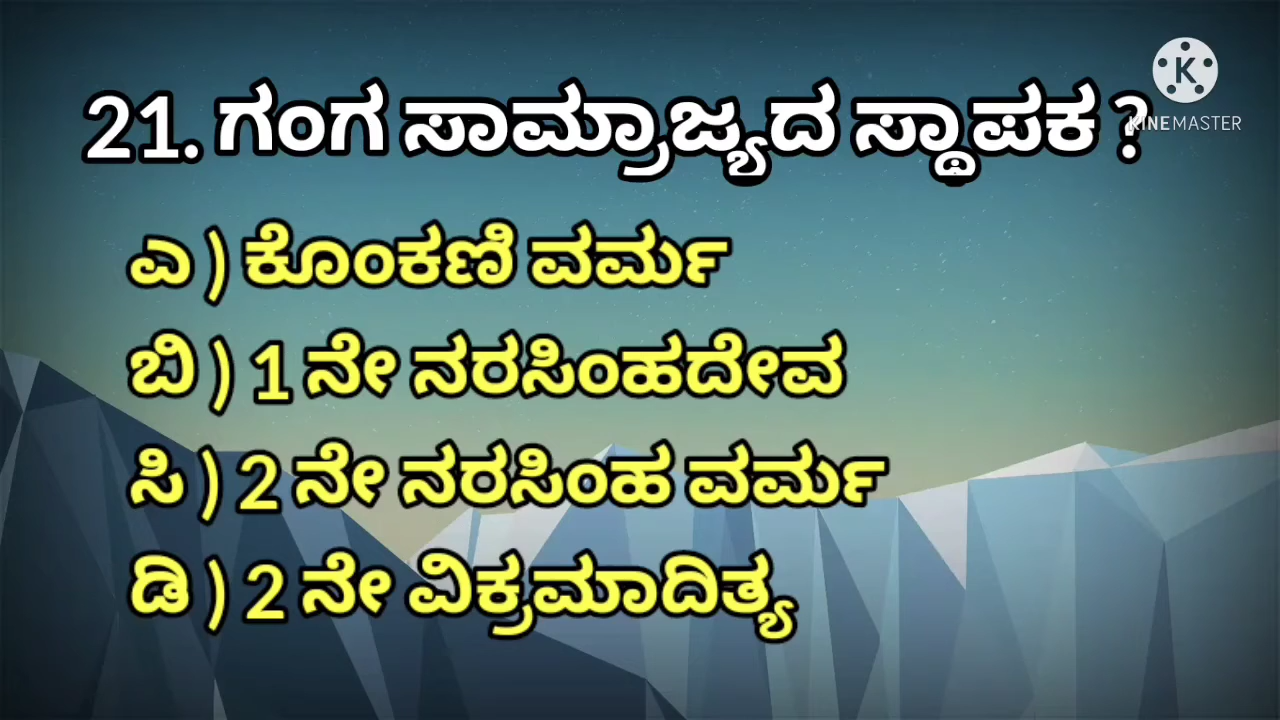 K
KINEMASTER
21. ಗಂಗ ಸಾಮ್ರಾಜ್ಯದ ಸ್ಥಾಪಕ ?
ಎ ) ಕೊಂಕಣಿ ವರ್ಮ
ಬಿ ) 1 ನೇ ನರಸಿಂಹದೇವ
ಸಿ ) 2 ನೇ ನರಸಿಂಹ ವರ್ಮ
ಡಿ ) 2 ನೇ ವಿಕ್ರಮಾದಿತ್ಯ